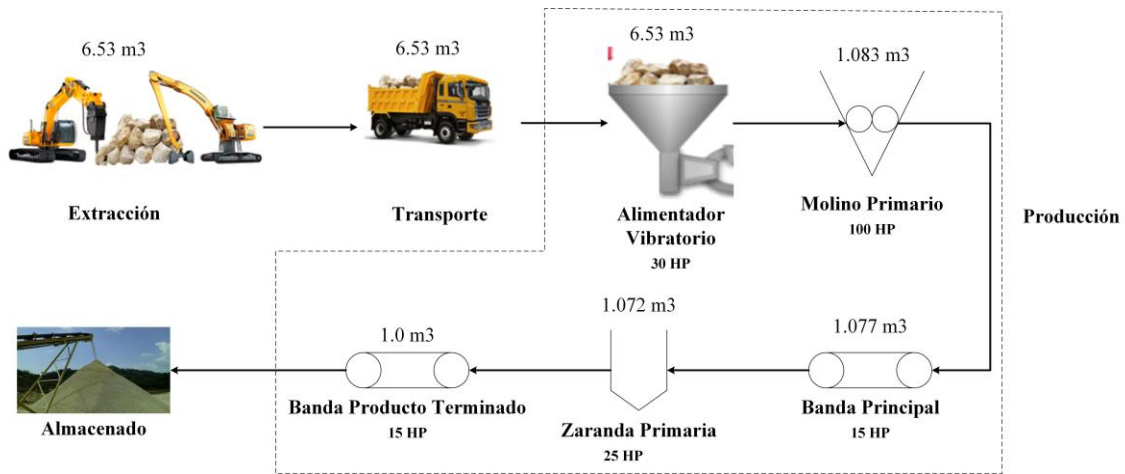 6.53 m3
6.53 m3
6.53 m3
1.083 m3
Extracción
Transporte
Alimentador
Vibratorio
30 HP
Molino Primario
100 HP
Producción
1.0 m3
1.072 m3
1.077 m3
Almacenado
Banda Producto Terminado
15 HP
Zaranda Primaria
25 HP
Banda Principal
15 HP